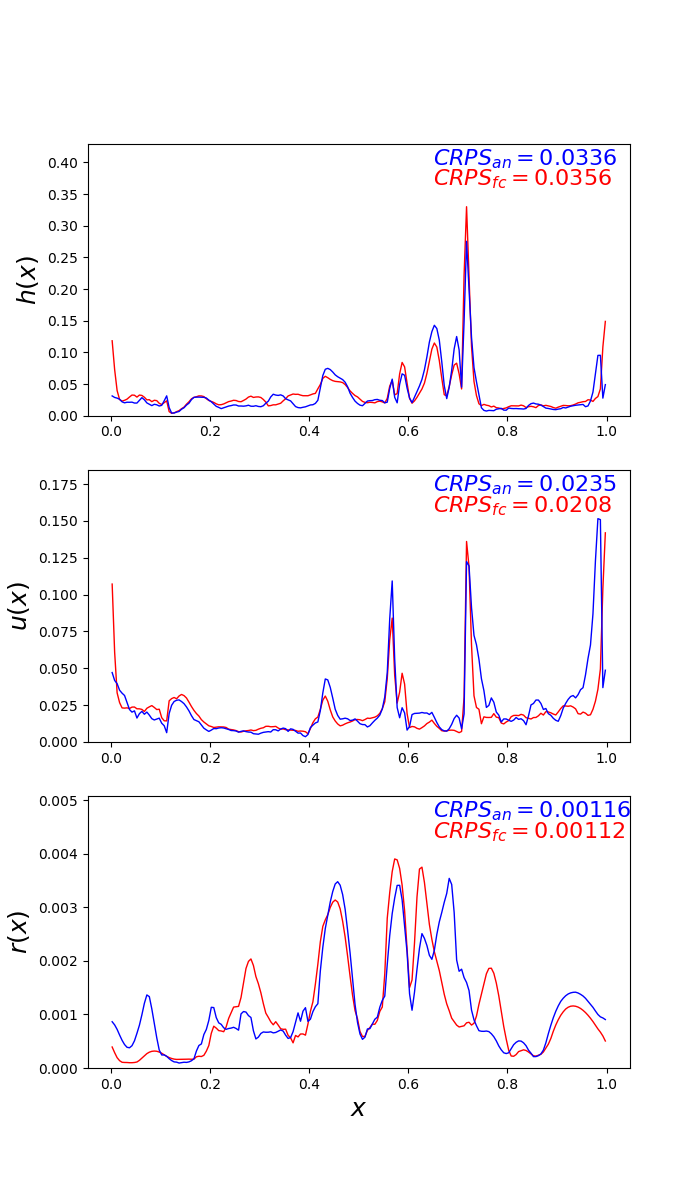 CRPS_an = 0.0336
CRPS_fc = 0.0356
h(x)
0.40
0.35
0.30
0.25
0.20
0.15
0.10
0.05
0.00
0.0 0.2 0.4 0.6 0.8 1.0
CRPS_an = 0.0235
CRPS_fc = 0.0208
u(x)
0.175
0.150
0.125
0.100
0.075
0.050
0.025
0.000
0.0 0.2 0.4 0.6 0.8 1.0
CRPS_an = 0.00116
CRPS_fc = 0.00112
r(x)
0.005
0.004
0.003
0.002
0.001
0.000
0.0 0.2 0.4 0.6 0.8 1.0
x